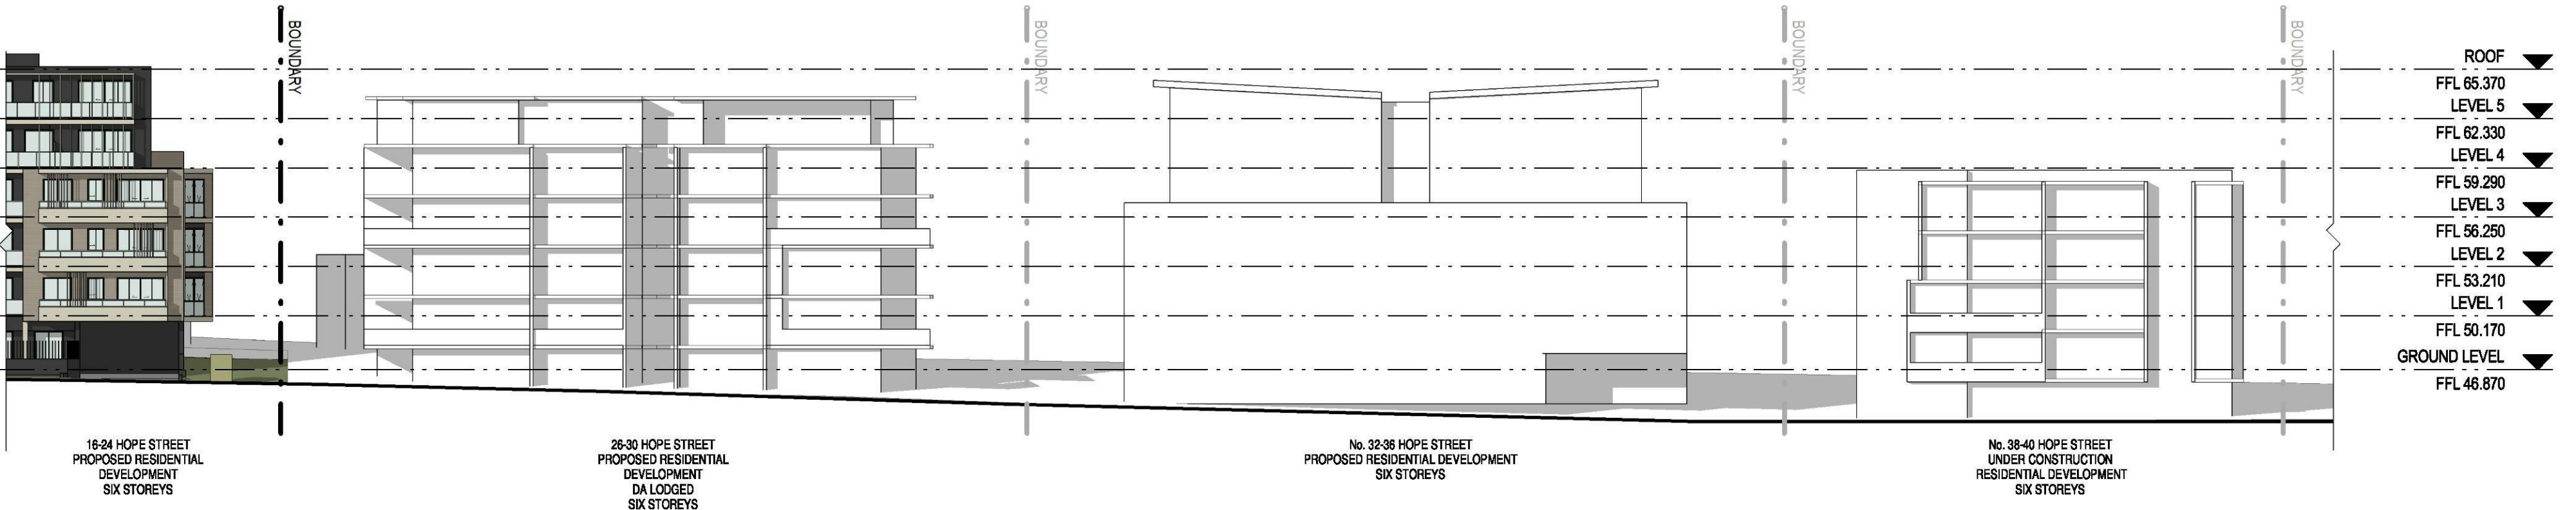 BOUNDARY
BOUNDARY
BOUNDARY
BOUNDARY
ROOF
FFL 65.370
LEVEL 5
FFL 62.330
LEVEL 4
FFL 59.290
LEVEL 3
FFL 56.250
LEVEL 2
FFL 53.210
LEVEL 1
FFL 50.170
GROUND LEVEL
FFL 46.870
16-24 HOPE STREET
PROPOSED RESIDENTIAL
DEVELOPMENT
SIX STOREYS
26-30 HOPE STREET
PROPOSED RESIDENTIAL
DEVELOPMENT
DA LODGED
SIX STOREYS
No. 32-36 HOPE STREET
PROPOSED RESIDENTIAL DEVELOPMENT
SIX STOREYS
No. 38-40 HOPE STREET
UNDER CONSTRUCTION
RESIDENTIAL DEVELOPMENT
SIX STOREYS